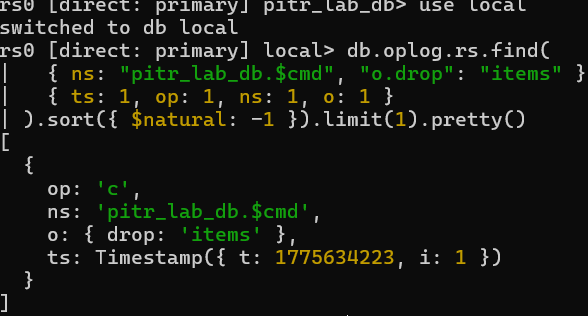 rs0 [direct: primary] pitr_lab_db> use local
switched to db local
rs0 [direct: primary] local> db.oplog.rs.find(
|   { ns: "pitr_lab_db.$cmd", "o.drop": "items" }
|   { ts: 1, op: 1, ns: 1, o: 1 }
| ).sort({ $natural: -1 }).limit(1).pretty()
[
  {
    op: 'c',
    ns: 'pitr_lab_db.$cmd',
    o: { drop: 'items' },
    ts: Timestamp({ t: 1775634223, i: 1 })
  }
]